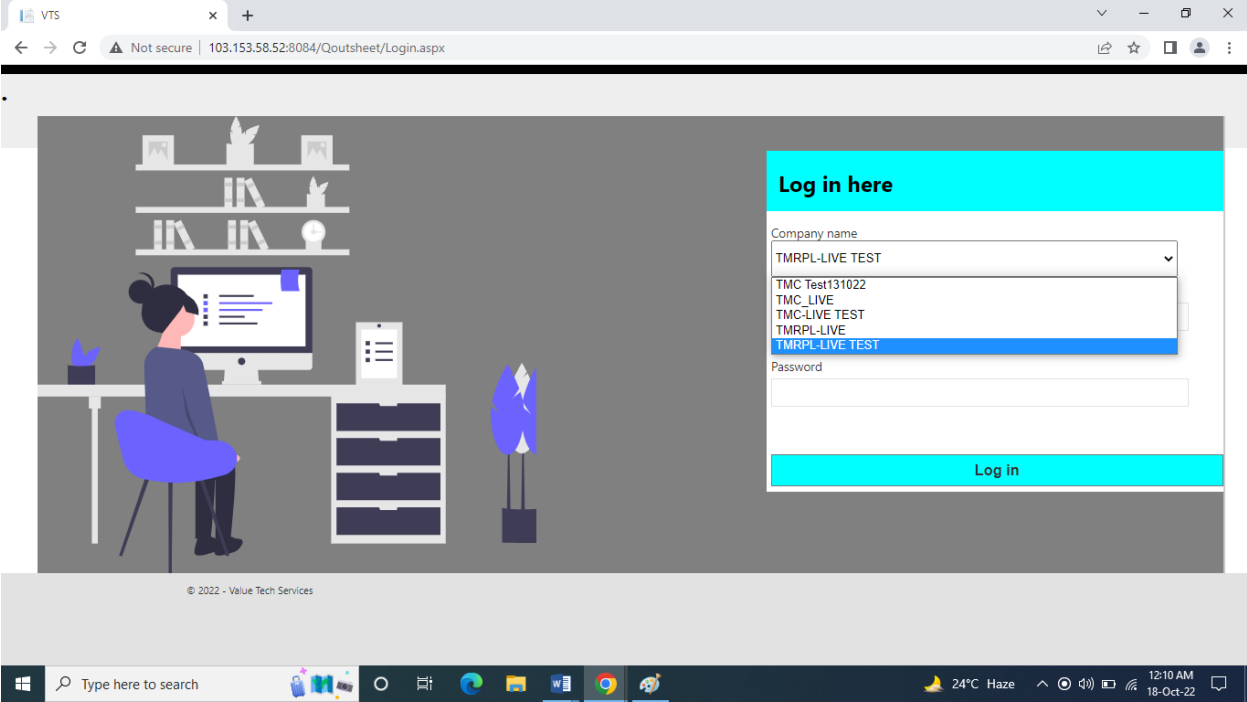 VTS
Not secure 103.153.58.52:8084/Qoutsheet/Login.aspx
.
Log in here
Company name
TMRPL-LIVE TEST
TMC Test131022
TMC_LIVE
TMC-LIVE TEST
TMRPL-LIVE
TMRPL-LIVE TEST
Password
Log in
© 2022 - Value Tech Services
Type here to search
24°C Haze
12:10 AM
18-Oct-22